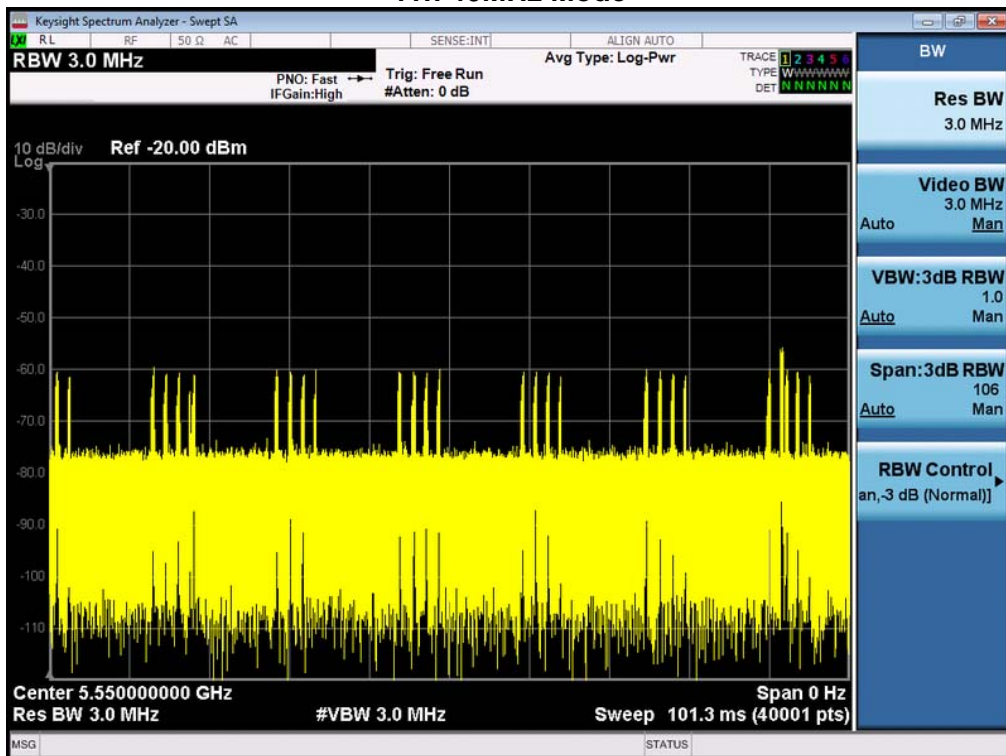 Keysight Spectrum Analyzer - Swept SA
LXI RL RF 50 Ω AC SENSE:INT ALIGN AUTO
RBW 3.0 MHz
PNO: Fast
IFGain:High
Trig: Free Run
#Atten: 0 dB
Avg Type: Log-Pwr
TRACE 1 2 3 4 5 6
TYPE W
DET N N N N N N
10 dB/div Ref -20.00 dBm
Log
-30.0
-40.0
-50.0
-60.0
-70.0
-80.0
-90.0
-100
-110
Center 5.550000000 GHz Span 0 Hz
Res BW 3.0 MHz #VBW 3.0 MHz Sweep 101.3 ms (40001 pts)
MSG STATUS
BW
Res BW
3.0 MHz
Video BW
3.0 MHz
Auto Man
VBW:3dB RBW
1.0
Auto Man
Span:3dB RBW
106
Auto Man
RBW Control
an,-3 dB (Normal)]